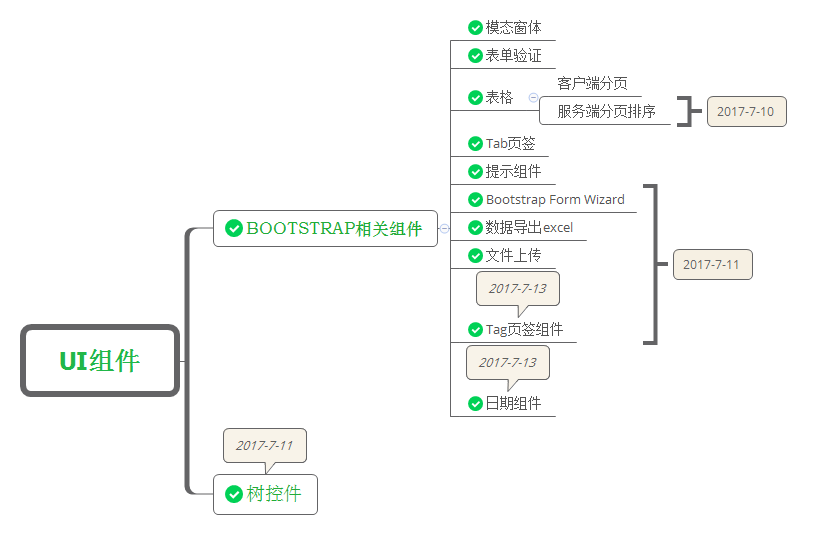 模态窗体
表单验证
客户端分页
表格
服务端分页排序
2017-7-10
Tab页签
提示组件
Bootstrap Form Wizard
BOOTSTRAP相关组件
数据导出excel
文件上传
2017-7-11
2017-7-13
Tag页签组件
UI组件
2017-7-13
日期组件
2017-7-11
树控件